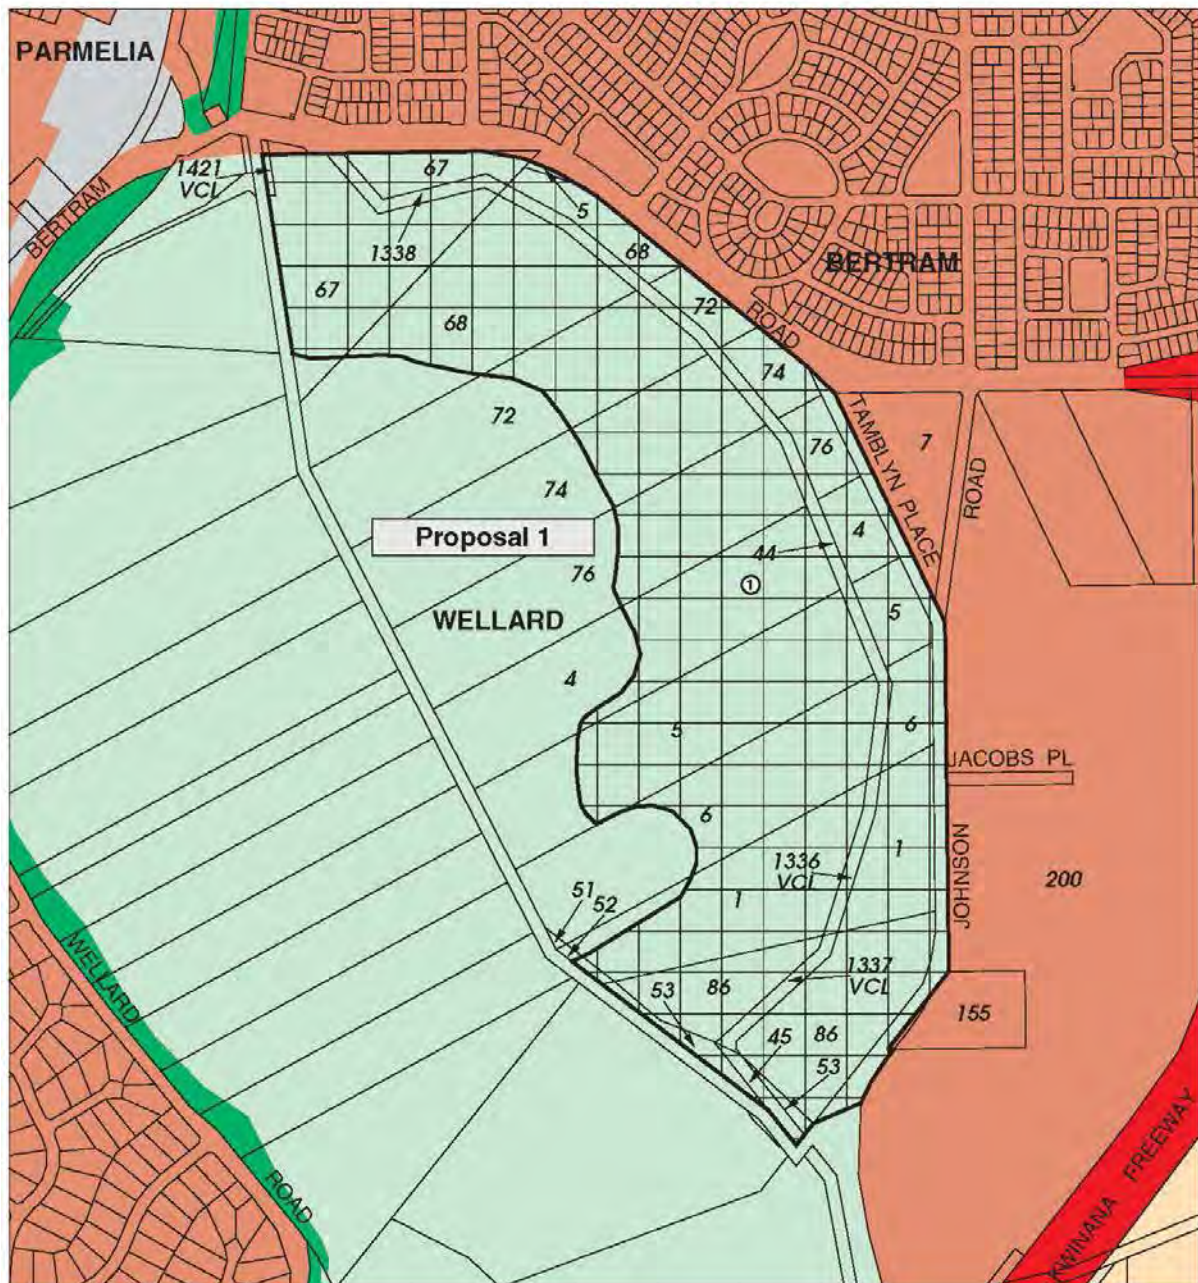 PARMELIA
1421
VCL
67
BERTRAM
5
1338
68
BERTRAM
67
72
ROAD
68
74
72
TAMBLYN PLACE
7
76
ROAD
74
4
Proposal 1
44
76
1
5
WELLARD
4
5
6
JACOBS PL
6
1336
VCL
1
JOHNSON
200
51
52
1
WELLARD
1337
VCL
53
86
155
45
86
53
ROAD
KWINANA FREEWAY